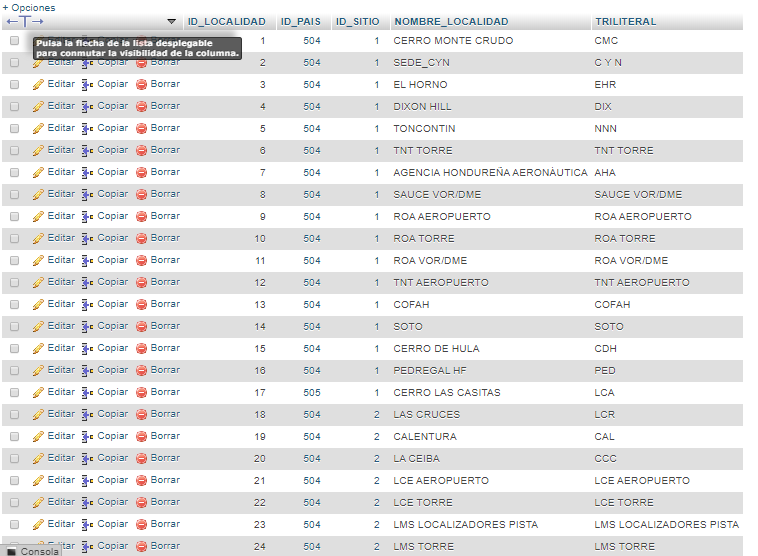 + Opciones
←T→ ID_LOCALIDAD ID_PAIS ID_SITIO NOMBRE_LOCALIDAD TRILITERAL
1 504 1 CERRO MONTE CRUDO CMC
Pulsa la flecha de la lista desplegable
para conmutar la visibilidad de la columna.
Editar Copiar Borrar 2 504 1 SEDE_CYN C Y N
Editar Copiar Borrar 3 504 1 EL HORNO EHR
Editar Copiar Borrar 4 504 1 DIXON HILL DIX
Editar Copiar Borrar 5 504 1 TONCONTIN NNN
Editar Copiar Borrar 6 504 1 TNT TORRE TNT TORRE
Editar Copiar Borrar 7 504 1 AGENCIA HONDUREÑA AERONÁUTICA AHA
Editar Copiar Borrar 8 504 1 SAUCE VOR/DME SAUCE VOR/DME
Editar Copiar Borrar 9 504 1 ROA AEROPUERTO ROA AEROPUERTO
Editar Copiar Borrar 10 504 1 ROA TORRE ROA TORRE
Editar Copiar Borrar 11 504 1 ROA VOR/DME ROA VOR/DME
Editar Copiar Borrar 12 504 1 TNT AEROPUERTO TNT AEROPUERTO
Editar Copiar Borrar 13 504 1 COFAH COFAH
Editar Copiar Borrar 14 504 1 SOTO SOTO
Editar Copiar Borrar 15 504 1 CERRO DE HULA CDH
Editar Copiar Borrar 16 504 1 PEDREGAL HF PED
Editar Copiar Borrar 17 505 1 CERRO LAS CASITAS LCA
Editar Copiar Borrar 18 504 2 LAS CRUCES LCR
Editar Copiar Borrar 19 504 2 CALENTURA CAL
Editar Copiar Borrar 20 504 2 LA CEIBA CCC
Editar Copiar Borrar 21 504 2 LCE AEROPUERTO LCE AEROPUERTO
Editar Copiar Borrar 22 504 2 LCE TORRE LCE TORRE
Editar Copiar Borrar 23 504 2 LMS LOCALIZADORES PISTA LMS LOCALIZADORES PISTA
Editar Copiar Borrar 24 504 2 LMS TORRE LMS TORRE
Consola